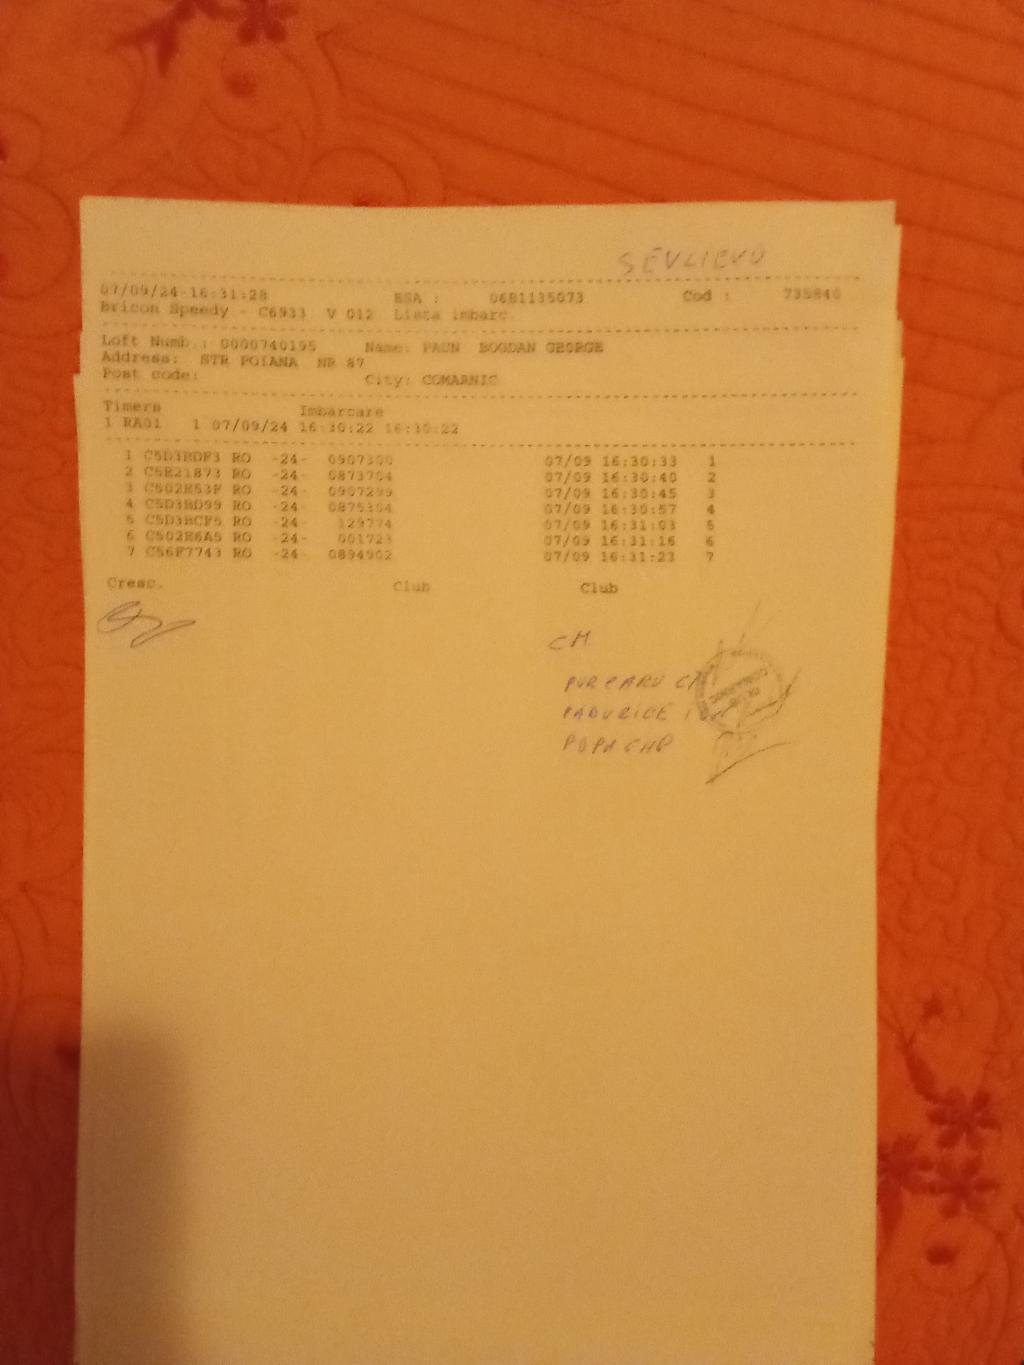 SEVLIEVO
07/09/24-16:31:28 ESA : 06B1135073 Cod : 735840
Bricon Speedy - C6933 V 012 Lista imbarc.
Loft Numb.: 0000740195 Name: PAUN BOGDAN GEORGE
Address: STR POIANA NR 87
Post code: City: COMARNIC
Timers Imbarcare
1 RA01 1 07/09/24 16:30:22 16:30:22
1 C5D3BDF3 RO -24- 0907300 07/09 16:30:33 1
2 C5E21873 RO -24- 0873704 07/09 16:30:40 2
3 C502E53F RO -24- 0907299 07/09 16:30:45 3
4 C5D3BD99 RO -24- 0875304 07/09 16:30:57 4
5 C5D3BCF5 RO -24- 129774 07/09 16:31:03 5
6 C502E6A5 RO -24- 001723 07/09 16:31:16 6
7 C56F7743 RO -24- 0894902 07/09 16:31:23 7
Cresc. Club Club
CM
PURCARU
PADURICE
POPA
COMARNIC